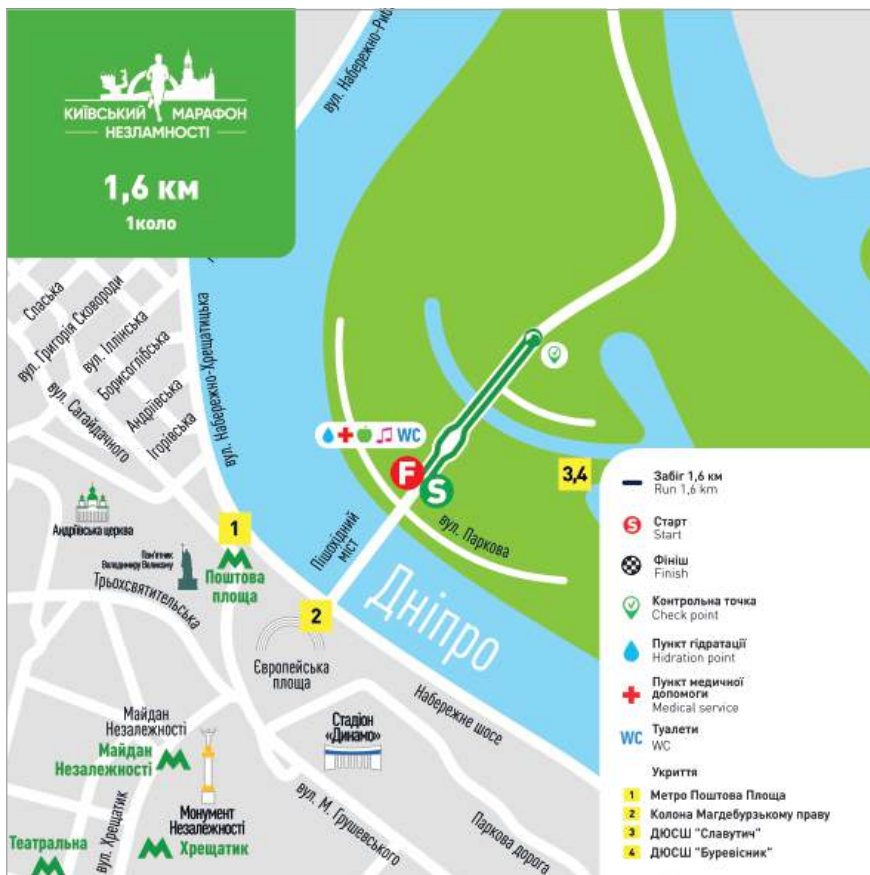 КИЇВСЬКИЙ МАРАФОН
НЕЗЛАМНОСТІ
1,6 км
1коло
вул. Набережно-Риб
Спаська
вул. Григорія Сковороди
вул. Іллінська
Борисоглібська
вул. Сагайдачного
Андріївська
Ігорівська
вул. Набережно-Хрещатицька
WC
F
S
3,4
вул. Паркова
Пішохідний
міст
Дніпро
Андріївська церква
1
Пам'ятник
Володимиру Великому
Поштова
площа
Трьохсвятительська
2
Європейська
площа
Набережне шосе
Стадіон
«Динамо»
Майдан
Незалежності
Майдан
Незалежності
Монумент
Незалежності
Хрещатик
вул. Хрещатик
Театральна
вул. М. Грушевського
Паркова дорога
Забіг 1,6 км
Run 1,6 km
S
Старт
Start
Фініш
Finish
Контрольна точка
Check point
Пункт гідратації
Hidration point
Пункт медичної
допомоги
Medical service
WC
Туалети
WC
Укриття
1 Метро Поштова Площа
2 Колона Магдебурзькому праву
3 ДЮСШ "Славутич"
4 ДЮСШ "Буревісник"